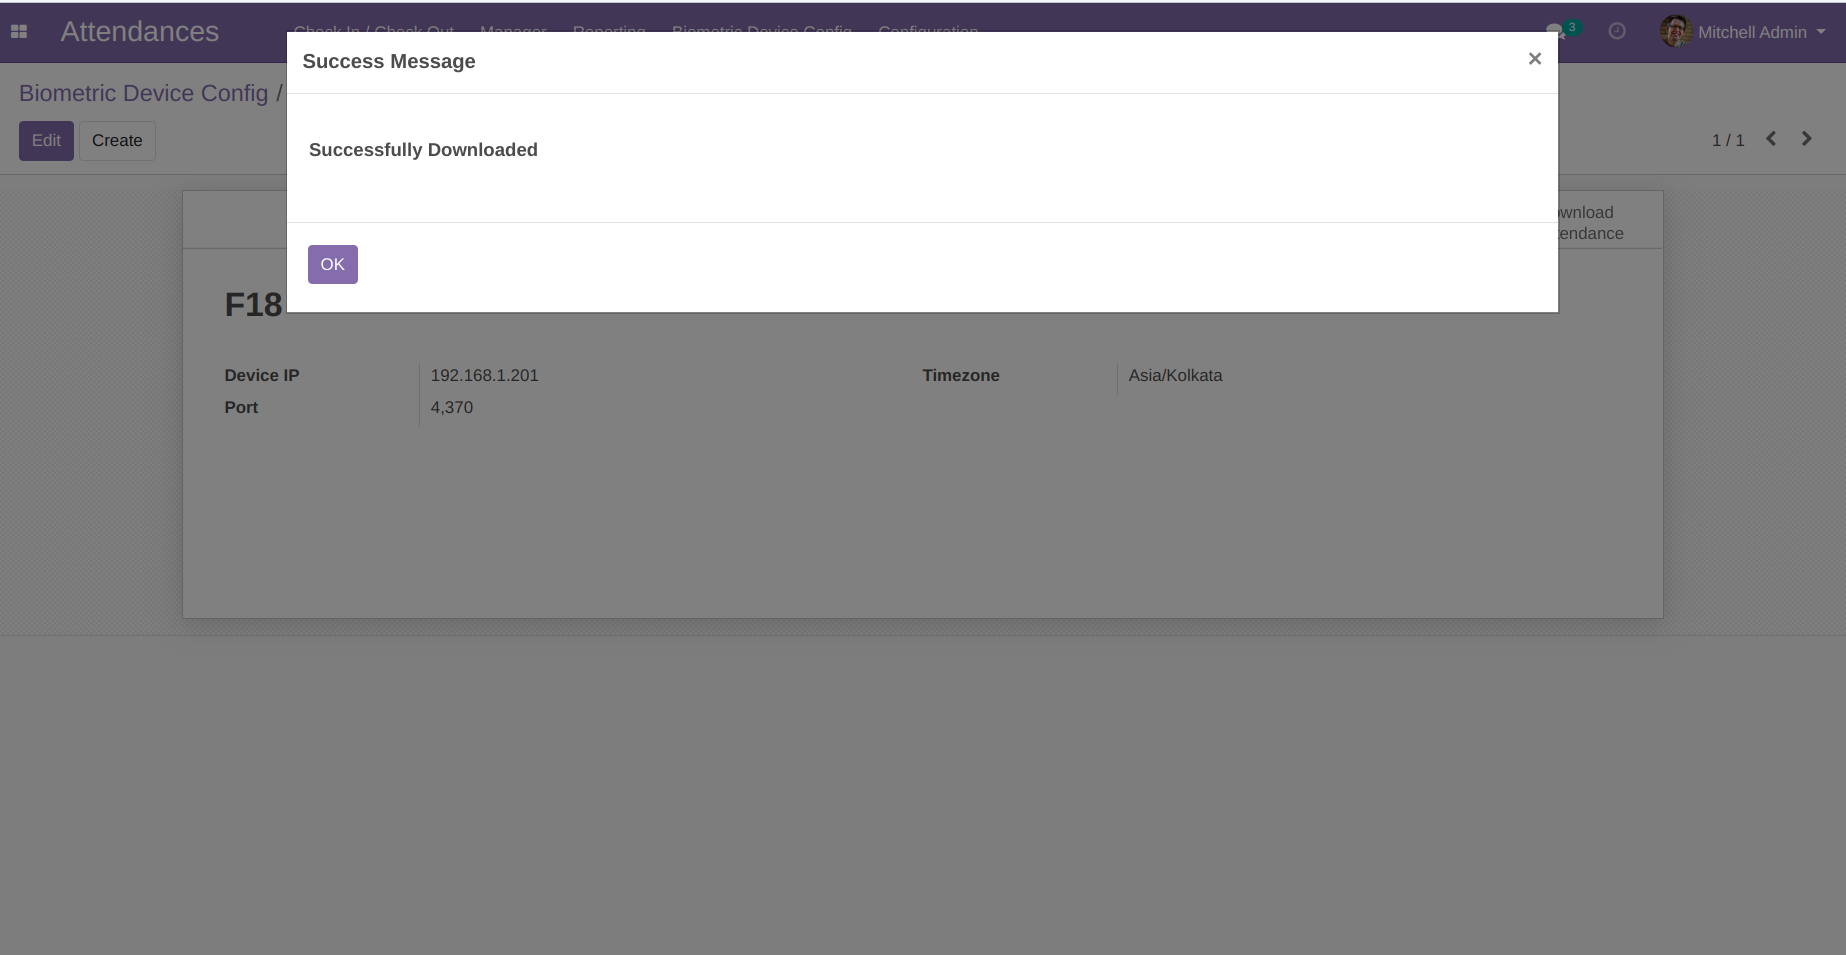 Attendances
Check In / Check Out Manager Reporting Biometric Device Config Configuration
3
Mitchell Admin
Success Message
×
Biometric Device Config /
Edit Create
1 / 1
Successfully Downloaded
OK
F18
Device IP 192.168.1.201 Timezone Asia/Kolkata
Port 4,370